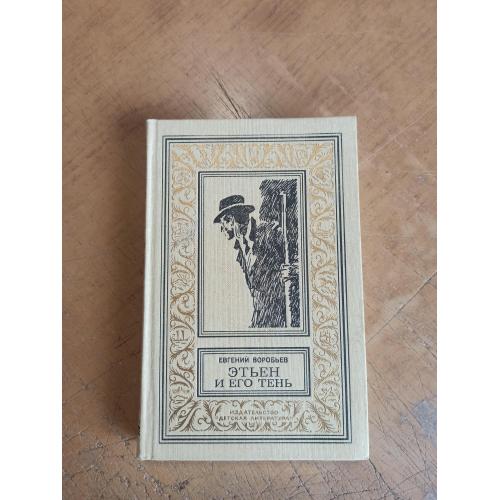 ЕВГЕНИЙ ВОРОБЬЕВ
ЭТЬЕН
И ЕГО ТЕНЬ
ИЗДАТЕЛЬСТВО
ДЕТСКАЯ ЛИТЕРАТУРА